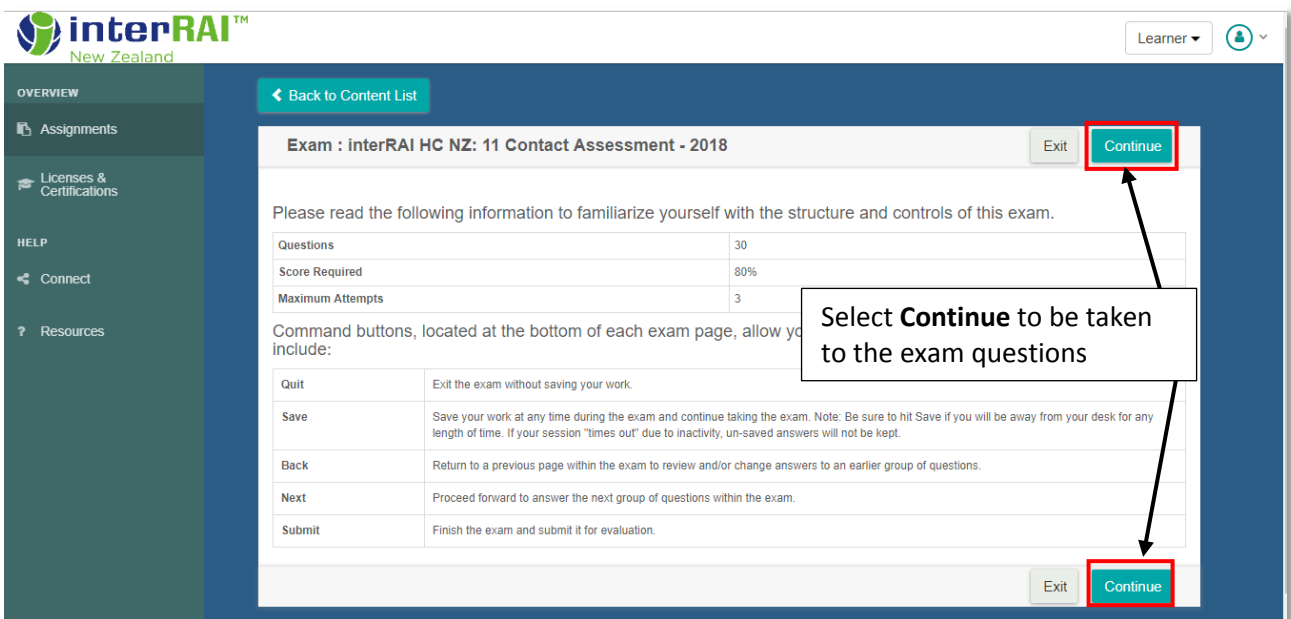 interRAI™
New Zealand
Learner
OVERVIEW
Assignments
Licenses &
Certifications
HELP
Connect
? Resources
Back to Content List
Exam : interRAI HC NZ: 11 Contact Assessment - 2018
Exit
Continue
Please read the following information to familiarize yourself with the structure and controls of this exam.
Questions 30
Score Required 80%
Maximum Attempts 3
Select Continue to be taken
to the exam questions
Command buttons, located at the bottom of each exam page, allow
include:
Quit Exit the exam without saving your work.
Save Save your work at any time during the exam and continue taking the exam. Note: Be sure to hit Save if you will be away from your desk for any
length of time. If your session "times out" due to inactivity, un-saved answers will not be kept.
Back Return to a previous page within the exam to review and/or change answers to an earlier group of questions.
Next Proceed forward to answer the next group of questions within the exam.
Submit Finish the exam and submit it for evaluation.
Exit
Continue